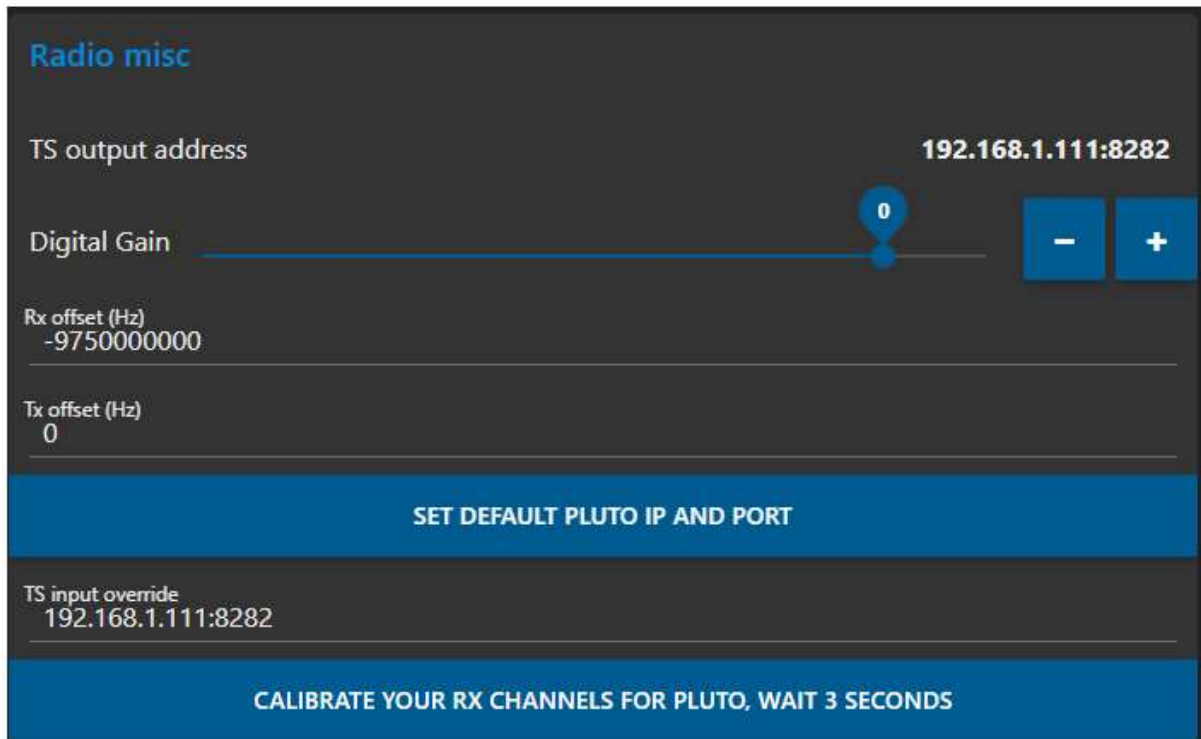 Radio misc
TS output address 192.168.1.111:8282
0
Digital Gain − +
Rx offset (Hz)
-9750000000
Tx offset (Hz)
0
SET DEFAULT PLUTO IP AND PORT
TS input override
192.168.1.111:8282
CALIBRATE YOUR RX CHANNELS FOR PLUTO, WAIT 3 SECONDS